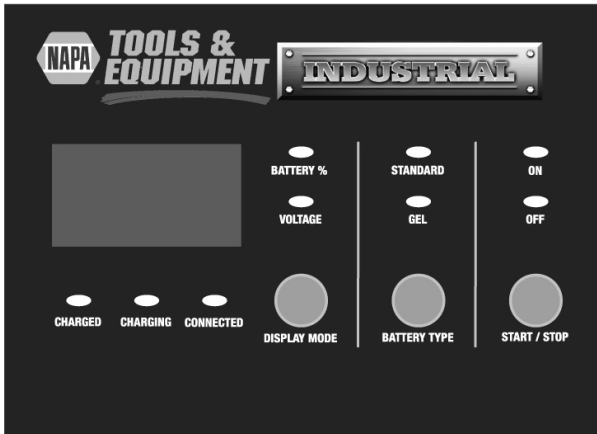 NAPA
TOOLS &
EQUIPMENT
INDUSTRIAL
BATTERY %
STANDARD
ON
VOLTAGE
GEL
OFF
CHARGED
CHARGING
CONNECTED
DISPLAY MODE
BATTERY TYPE
START / STOP